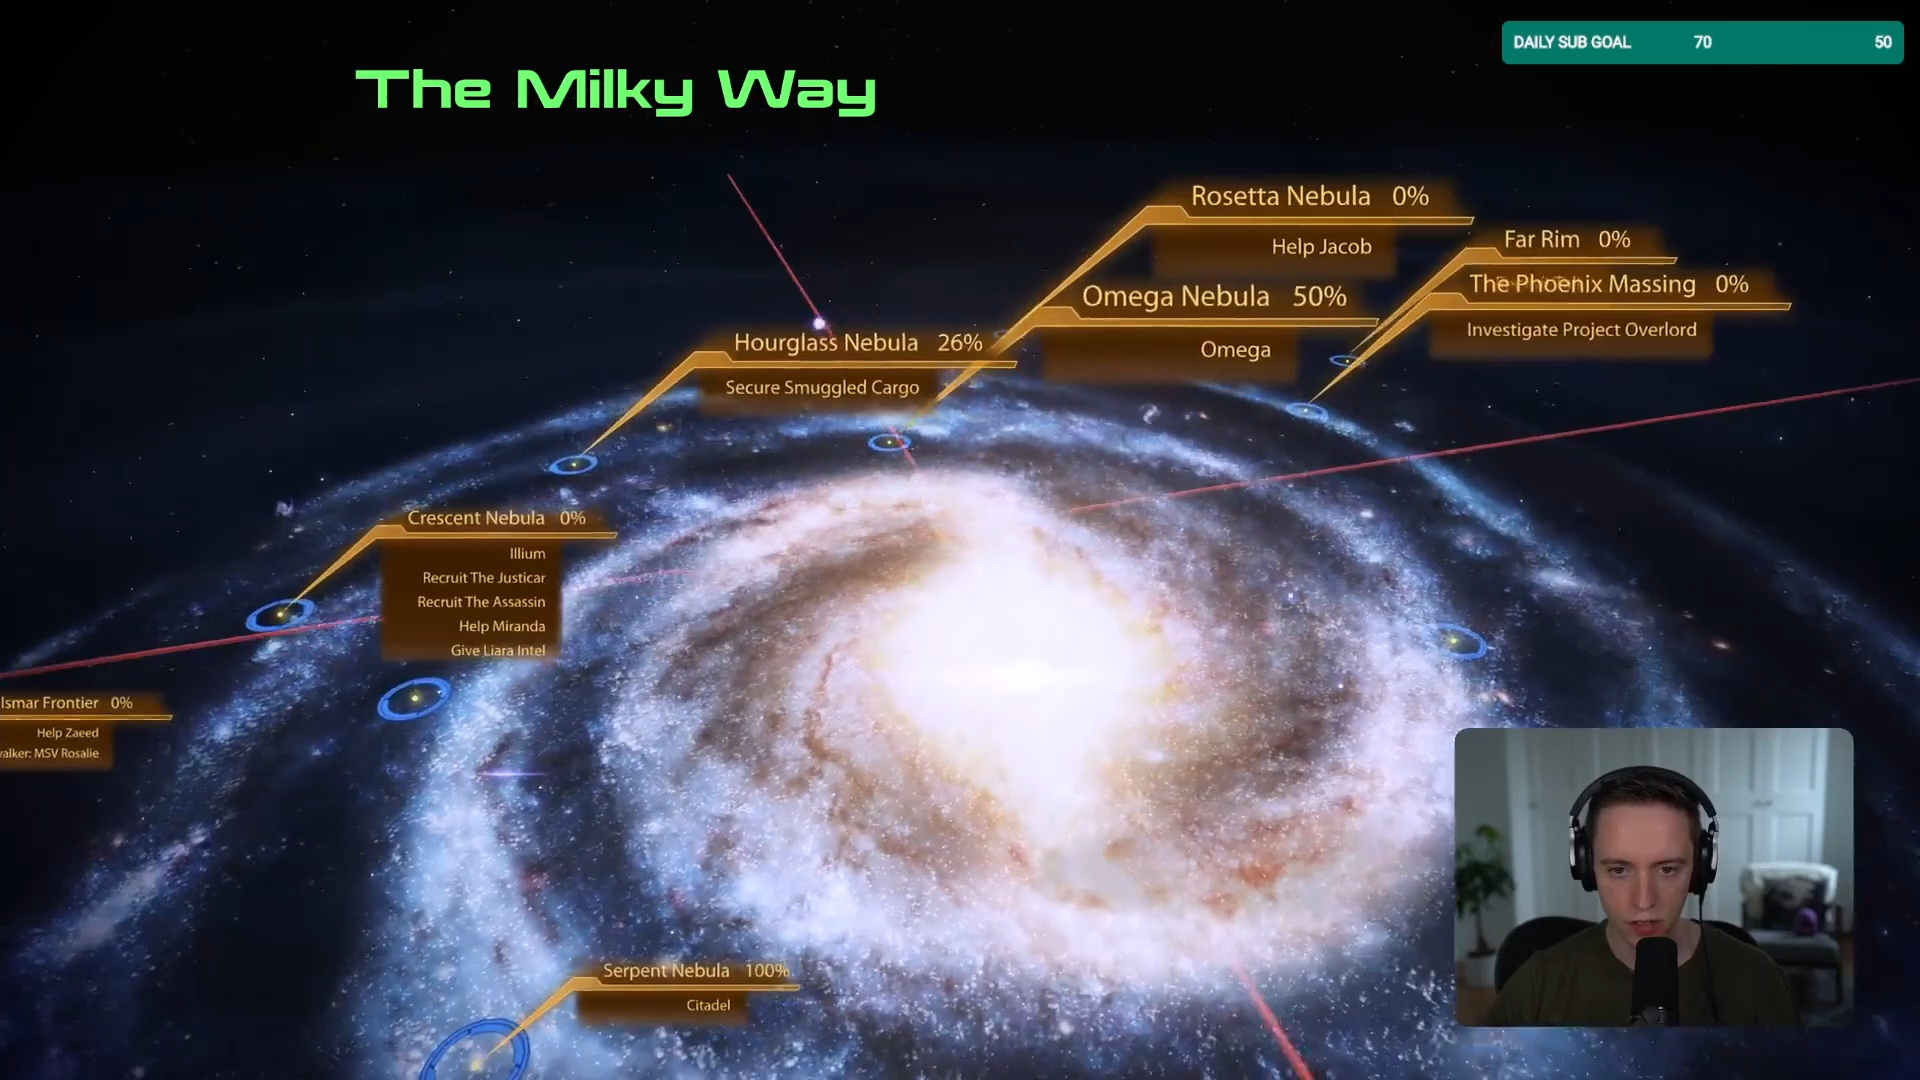 DAILY SUB GOAL 70 50
The Milky Way
Rosetta Nebula 0%
Help Jacob
Far Rim 0%
The Phoenix Massing 0%
Investigate Project Overlord
Omega Nebula 50%
Omega
Hourglass Nebula 26%
Secure Smuggled Cargo
Crescent Nebula 0%
Illium
Recruit The Justicar
Recruit The Assassin
Help Miranda
Give Liara Intel
Ismar Frontier 0%
Help Zaeed
alker: MSV Rosalie
Serpent Nebula 100%
Citadel